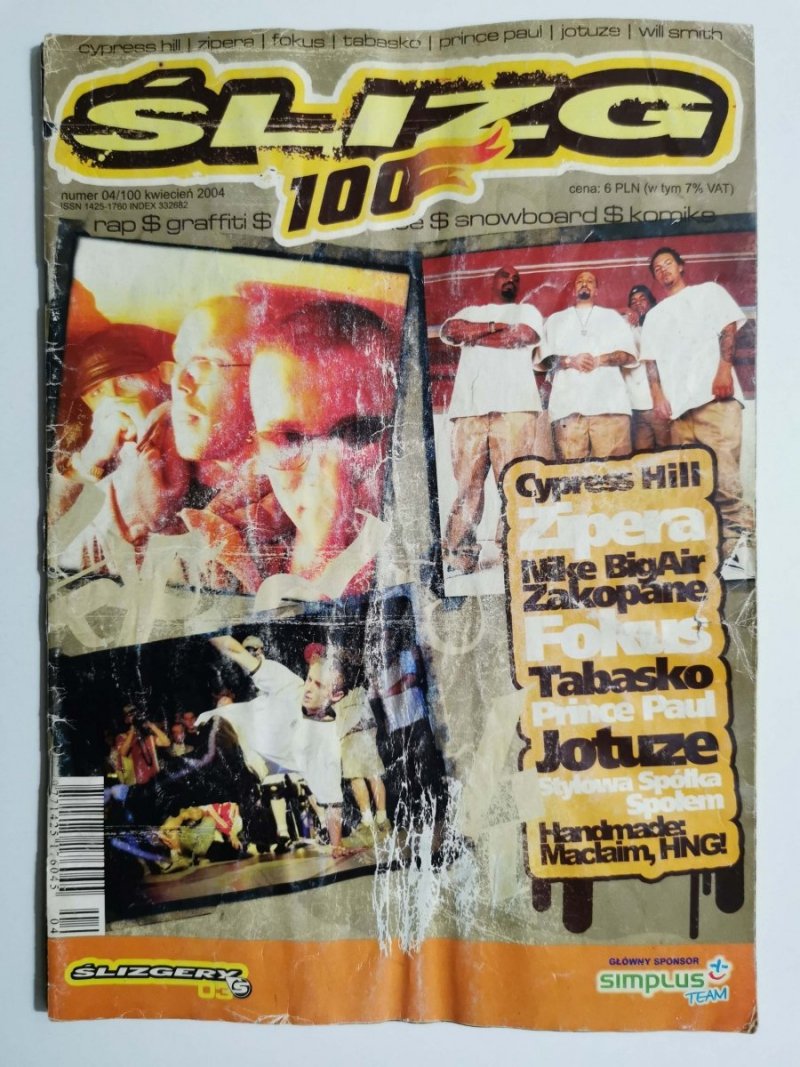 cypress hill | zipera | fokus | tabasko | prince paul | jotuze | will smith
ŚLIZG
100
numer 04/100 kwiecień 2004
ISSN 1425-1760 INDEX 332682
cena: 6 PLN (w tym 7% VAT)
rap $ graffiti $ $ snowboard $ komiks
Cypress Hill
Zipera
Nike BigAir
Zakopane
Fokus
Tabasko
Prince Paul
Jotuze
Stylowa Spółka
Społem
Handmade:
Maclaim, HNG!
04
ŚLIZGERY
03
GŁÓWNY SPONSOR
simplus
TEAM